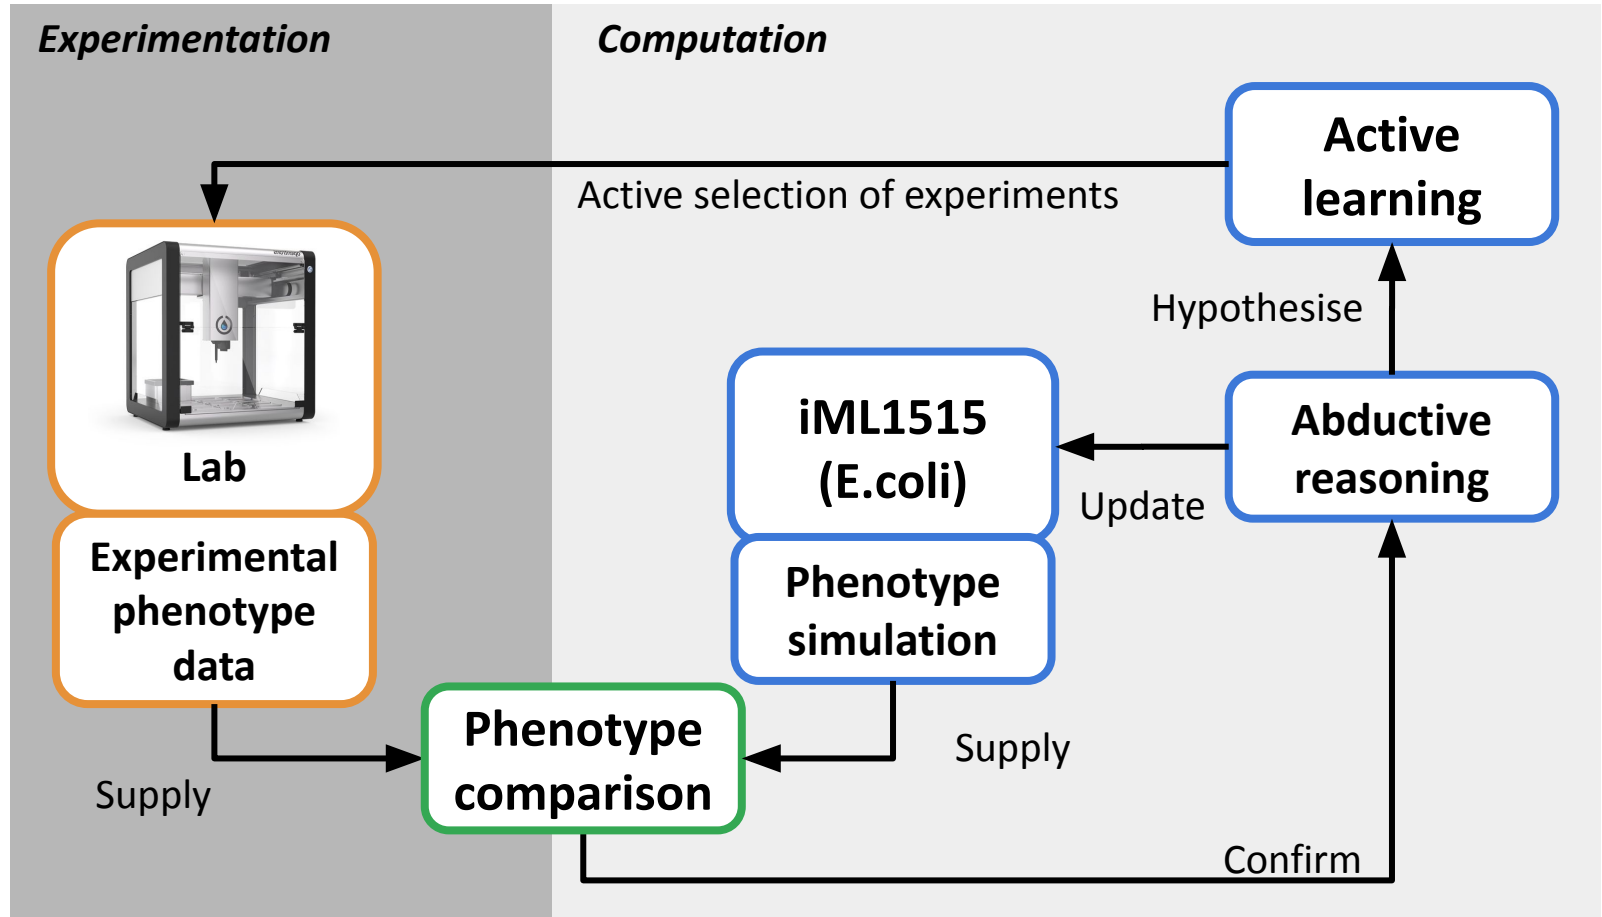 Experimentation
Computation
Active
learning
Active selection of experiments
Hypothesise
Lab
iML1515
(E.coli)
Abductive
reasoning
Update
Experimental
phenotype
data
Phenotype
simulation
Phenotype
comparison
Supply
Supply
Confirm